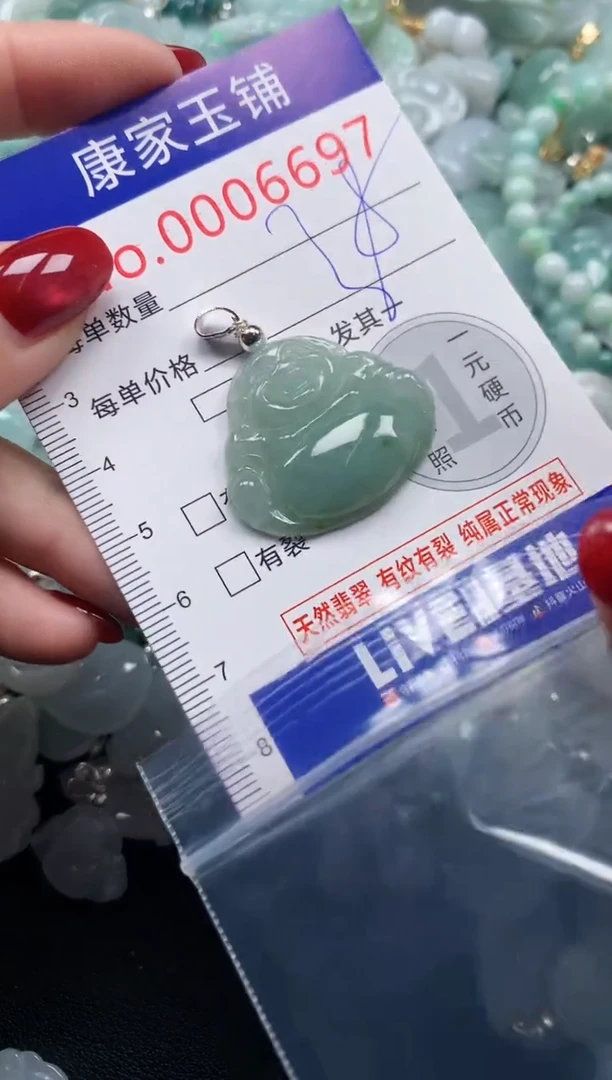 康家玉铺
o.0006697
每单数量
发其
每单价格
3
一元硬币
1
照
4
5
有裂
6
天然翡翠 有纹有裂 纯属正常现象
7
8